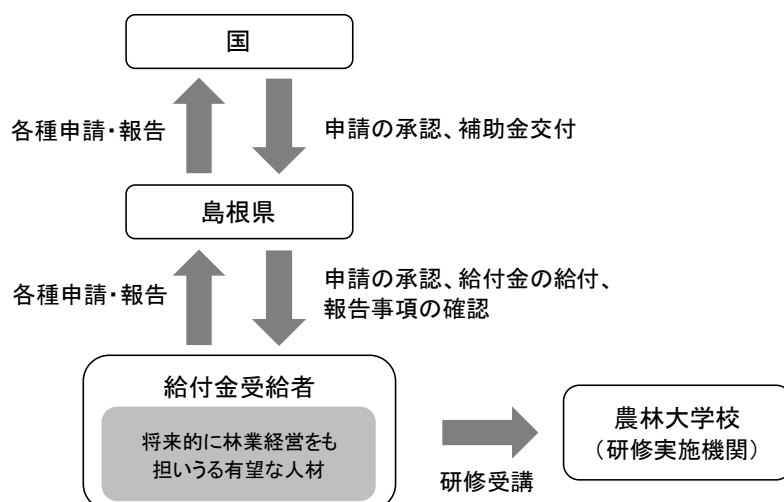 国
各種申請・報告
申請の承認、補助金交付
島根県
各種申請・報告
申請の承認、給付金の給付、
報告事項の確認
給付金受給者
将来的に林業経営をも
担いうる有望な人材
研修受講
農林大学校
（研修実施機関）